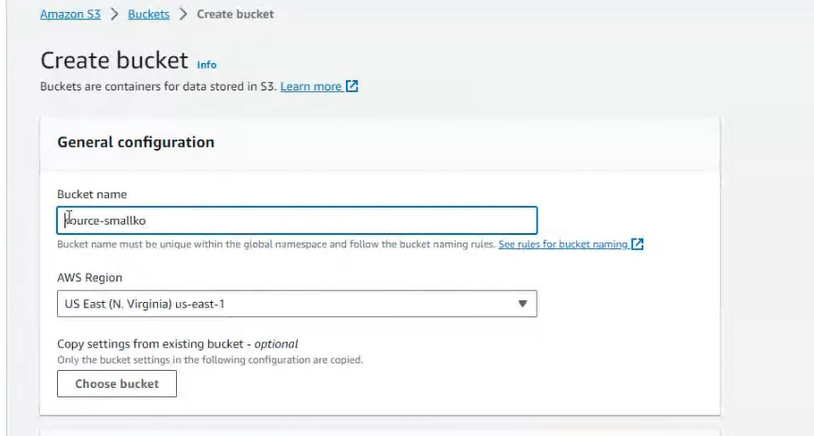 Amazon S3 > Buckets > Create bucket
Create bucket Info
Buckets are containers for data stored in S3. Learn more
General configuration
Bucket name
-smallko
Bucket name must be unique within the global namespace and follow the bucket naming rules. See rules for bucket naming
AWS Region
US East (N. Virginia) us-east-1
Copy settings from existing bucket - optional
Only the bucket settings in the following configuration are copied.
Choose bucket